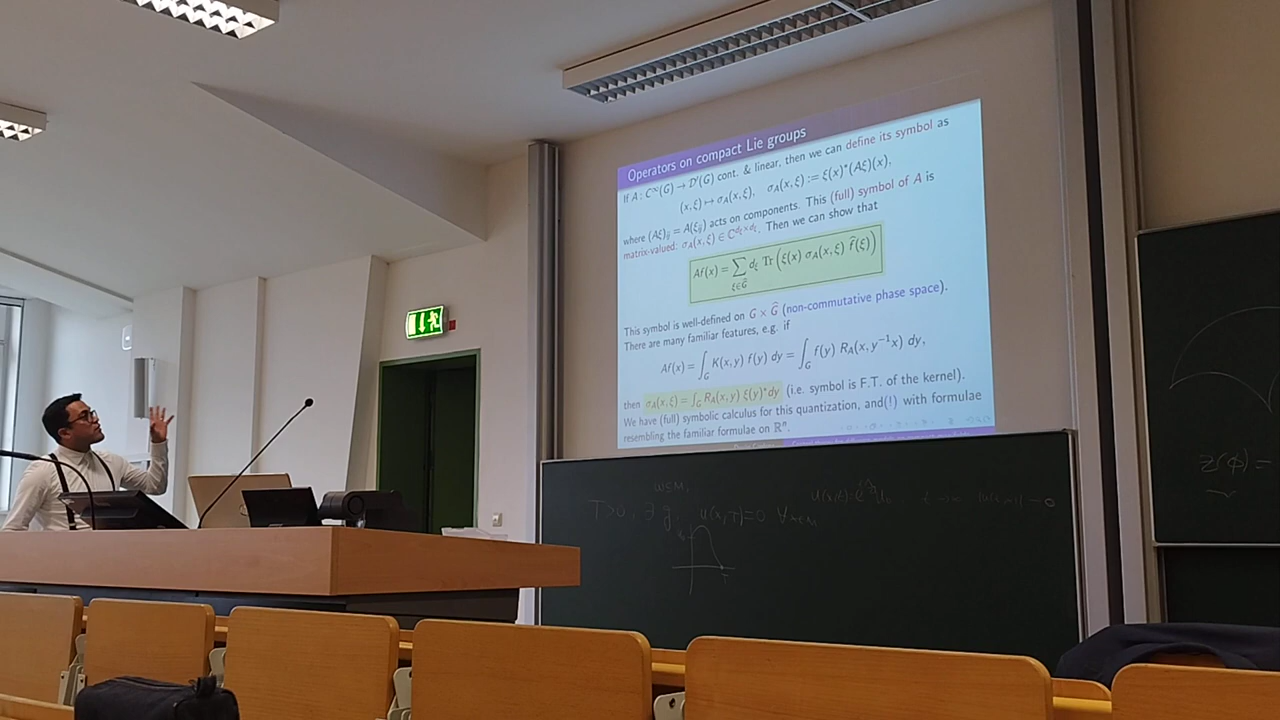 Operators on compact Lie groups
If A : C^∞(G) → D′(G) cont. & linear, then we can define its symbol as
(x, ξ) ↦ σ_A(x, ξ), σ_A(x, ξ) := ξ(x)*(Aξ)(x),
where (Aξ)_ij = A(ξ_ij) acts on components. This (full) symbol of A is
matrix-valued: σ_A(x, ξ) ∈ ℂ^{d_ξ×d_ξ}. Then we can show that
Af(x) = ∑_{ξ∈Ĝ} d_ξ Tr (ξ(x) σ_A(x, ξ) f̂(ξ))
This symbol is well-defined on G × Ĝ (non-commutative phase space).
There are many familiar features, e.g. if
Af(x) = ∫_G K(x, y) f(y) dy = ∫_G f(y) R_A(x, y⁻¹x) dy,
then σ_A(x, ξ) = ∫_G R_A(x, y) ξ(y)*dy (i.e. symbol is F.T. of the kernel).
We have (full) symbolic calculus for this quantization, and(!) with formulae
resembling the familiar formulae on ℝⁿ.
T>0, ∃ g, u(x,T)=0
T
z(φ) =